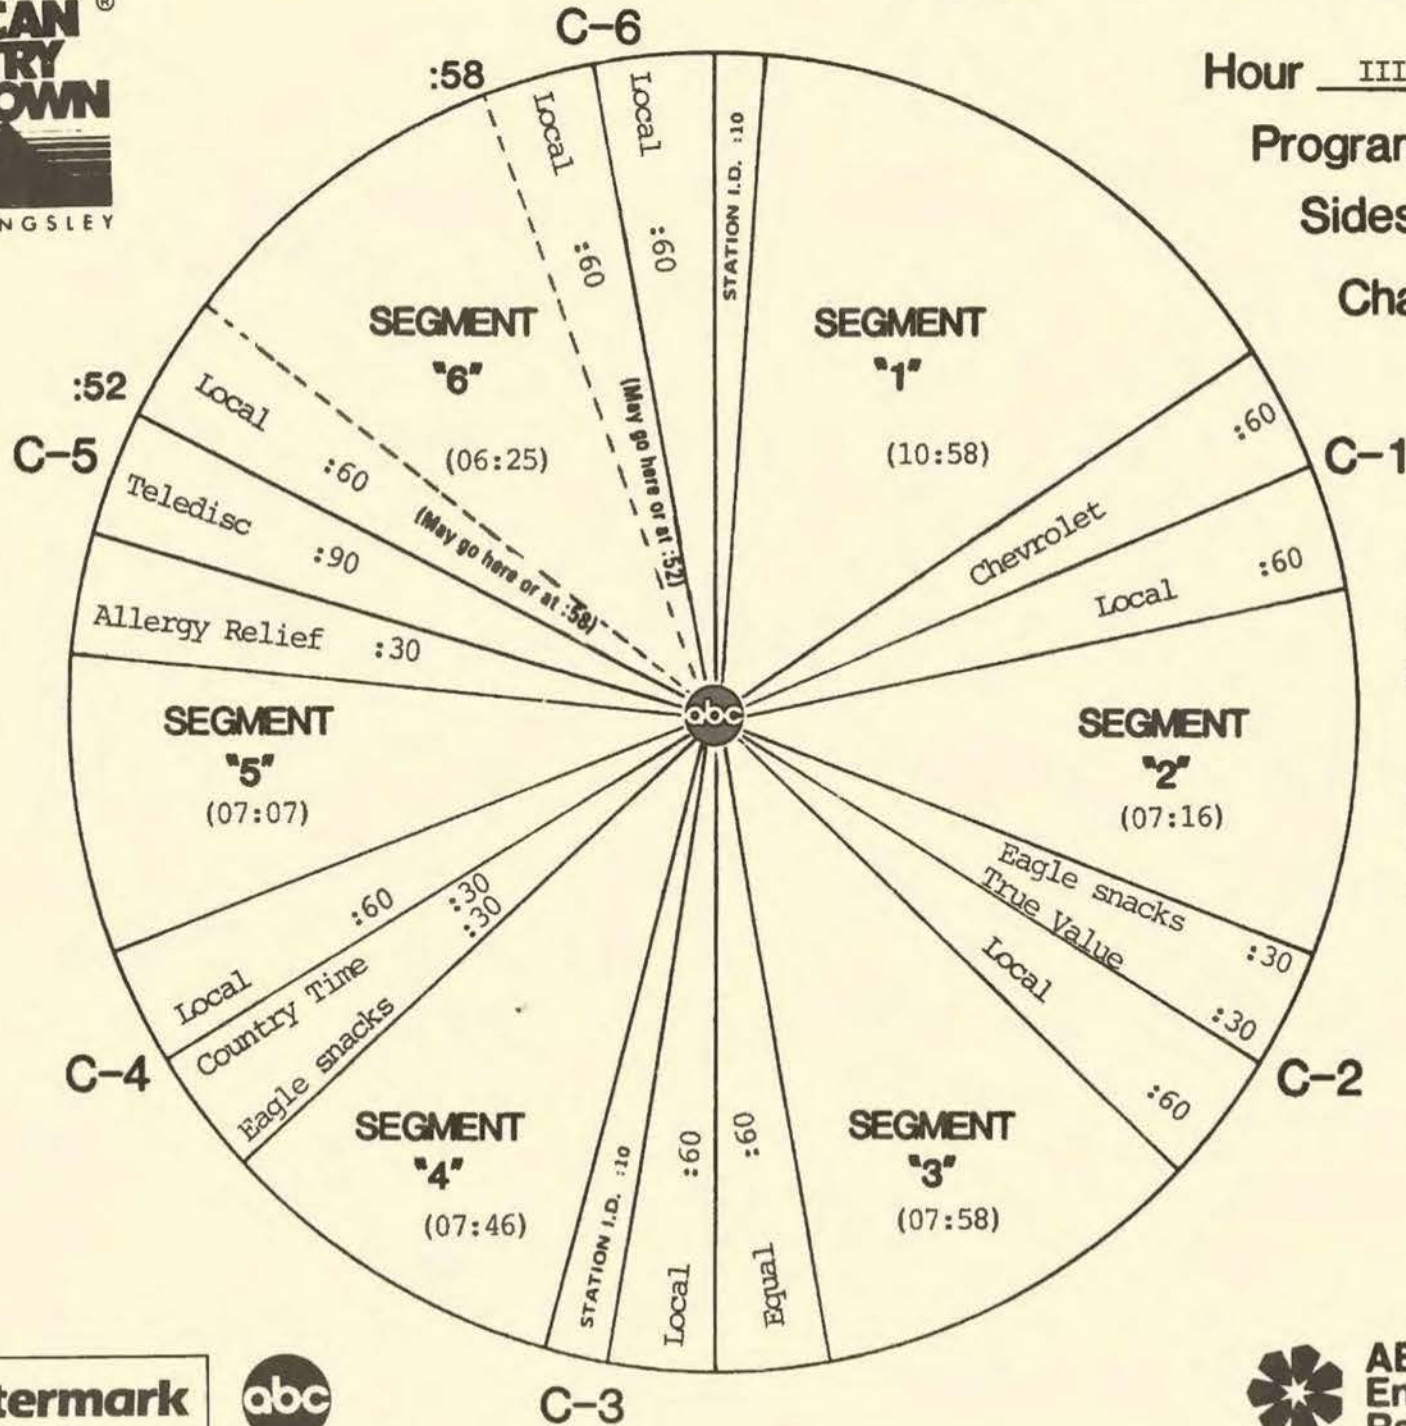 C-6
:58
Hour III
:52
C-5
C-1
C-2
C-3
C-4
STATION I.D. :10
SEGMENT
"1"
(10:58)
Chevrolet :60
Local :60
SEGMENT
"2"
(07:16)
Eagle snacks :30
True Value :30
Local :60
SEGMENT
"3"
(07:58)
Equal :60
Local :60
STATION I.D. :10
SEGMENT
"4"
(07:46)
Eagle snacks :30
Country Time :30
Local :60
SEGMENT
"5"
(07:07)
Allergy Relief :30
Teledisc :90
Local :60
(May go here or at :58)
SEGMENT
"6"
(06:25)
Local :60
(May go here or at :52)
Local :60
abc
abc